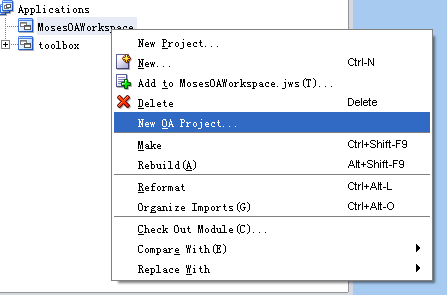 Applications
MosesOAWorkspace
toolbox
New Project...
New... Ctrl-N
Add to MosesOAWorkspace.jws(T)...
Delete Delete
New OA Project...
Make Ctrl+Shift-F9
Rebuild(A) Alt+Shift-F9
Reformat Ctrl+Alt-L
Organize Imports(G) Ctrl+Alt-O
Check Out Module(C)...
Compare With(E)
Replace With